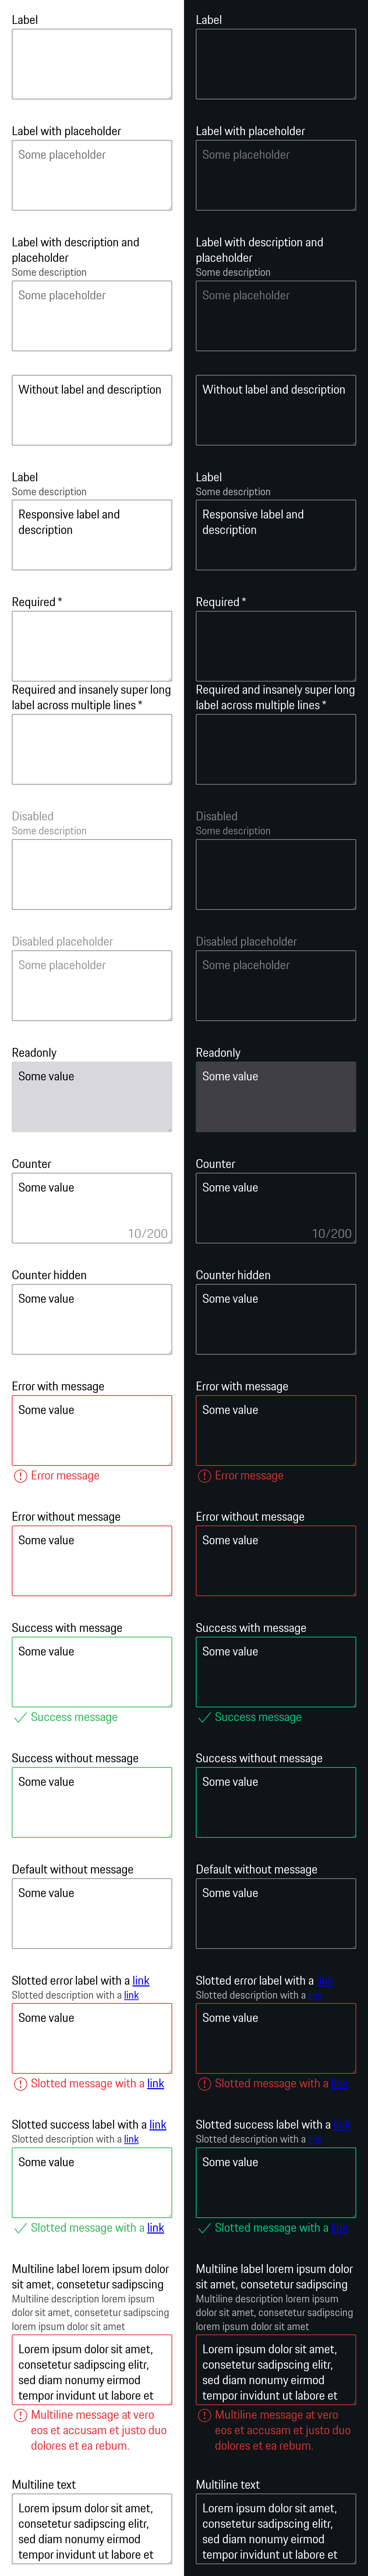 Label
Label with placeholder
Some placeholder
Label with description and
placeholder
Some description
Some placeholder
Without label and description
Label
Some description
Responsive label and
description
Required *
Required and insanely super long
label across multiple lines *
Disabled
Some description
Disabled placeholder
Some placeholder
Readonly
Some value
Counter
Some value
10/200
Counter hidden
Some value
Error with message
Some value
Error message
Error without message
Some value
Success with message
Some value
Success message
Success without message
Some value
Default without message
Some value
Slotted error label with a link
Slotted description with a link
Some value
Slotted message with a link
Slotted success label with a link
Slotted description with a link
Some value
Slotted message with a link
Multiline label lorem ipsum dolor
sit amet, consetetur sadipscing
Multiline description lorem ipsum
dolor sit amet, consetetur sadipscing
lorem ipsum dolor sit amet
Lorem ipsum dolor sit amet,
consetetur sadipscing elitr,
sed diam nonumy eirmod
tempor invidunt ut labore et
Multiline message at vero
eos et accusam et justo duo
dolores et ea rebum.
Multiline text
Lorem ipsum dolor sit amet,
consetetur sadipscing elitr,
sed diam nonumy eirmod
tempor invidunt ut labore et
Label
Label with placeholder
Some placeholder
Label with description and
placeholder
Some description
Some placeholder
Without label and description
Label
Some description
Responsive label and
description
Required *
Required and insanely super long
label across multiple lines *
Disabled
Some description
Disabled placeholder
Some placeholder
Readonly
Some value
Counter
Some value
10/200
Counter hidden
Some value
Error with message
Some value
Error message
Error without message
Some value
Success with message
Some value
Success message
Success without message
Some value
Default without message
Some value
Slotted error label with a link
Slotted description with a link
Some value
Slotted message with a link
Slotted success label with a link
Slotted description with a link
Some value
Slotted message with a link
Multiline label lorem ipsum dolor
sit amet, consetetur sadipscing
Multiline description lorem ipsum
dolor sit amet, consetetur sadipscing
lorem ipsum dolor sit amet
Lorem ipsum dolor sit amet,
consetetur sadipscing elitr,
sed diam nonumy eirmod
tempor invidunt ut labore et
Multiline message at vero
eos et accusam et justo duo
dolores et ea rebum.
Multiline text
Lorem ipsum dolor sit amet,
consetetur sadipscing elitr,
sed diam nonumy eirmod
tempor invidunt ut labore et